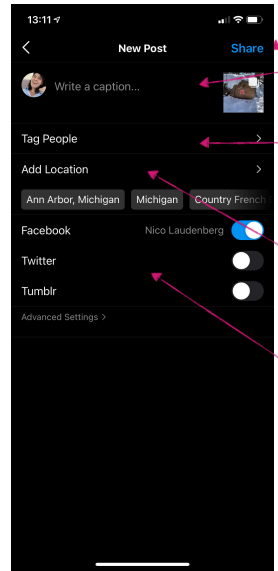 13:11
New Post
Share
Write a caption...
Tag People
Add Location
Ann Arbor, Michigan
Michigan
Country French
Facebook
Nico Laudenberg
Twitter
Tumblr
Advanced Settings >